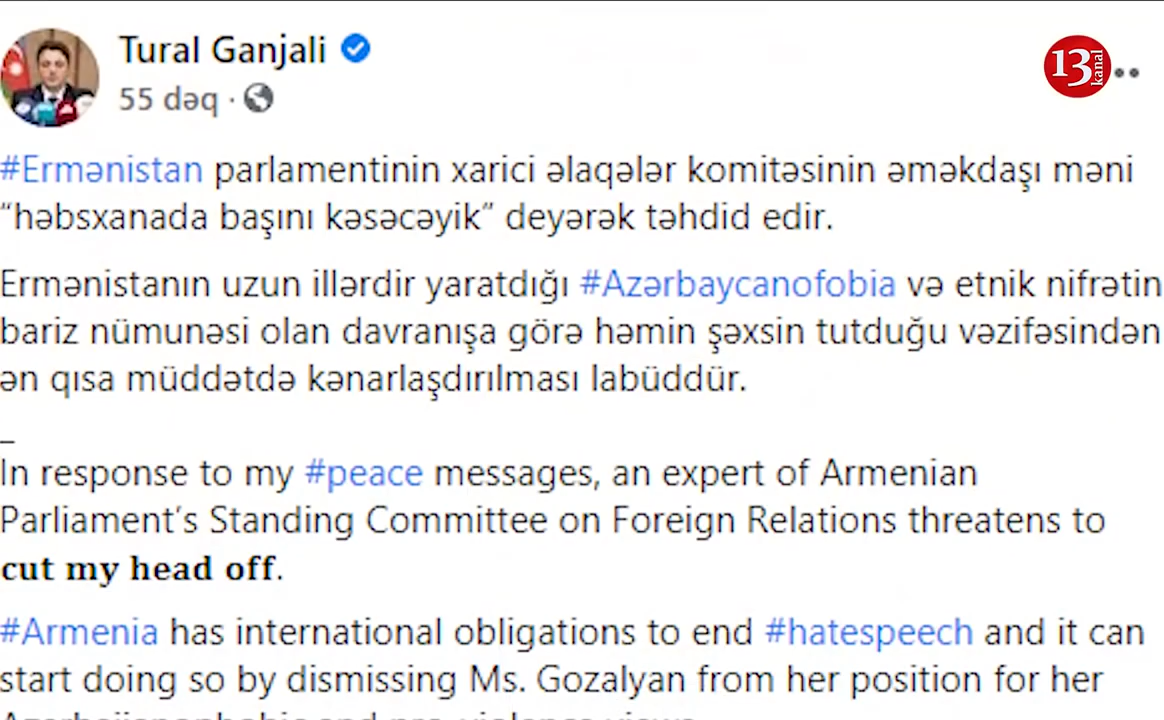 Tural Ganjali
55 dəq ·
13 kanal
#Ermənistan parlamentinin xarici əlaqələr komitəsinin əməkdaşı məni
“həbsxanada başını kəsəcəyik” deyərək təhdid edir.
Ermənistanın uzun illərdir yaratdığı #Azərbaycanofobia və etnik nifrətin
bariz nümunəsi olan davranışa görə həmin şəxsin tutduğu vəzifəsindən
ən qısa müddətdə kənarlaşdırılması labüddür.
_
In response to my #peace messages, an expert of Armenian
Parliament’s Standing Committee on Foreign Relations threatens to
cut my head off.
#Armenia has international obligations to end #hatespeech and it can
start doing so by dismissing Ms. Gozalyan from her position for her